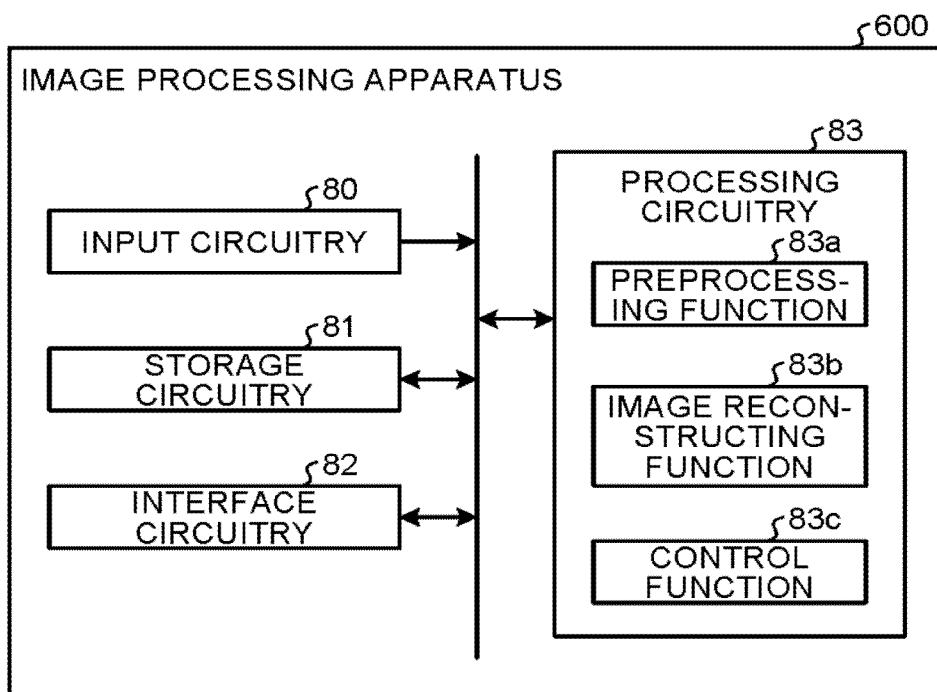 600
IMAGE PROCESSING APPARATUS
80
INPUT CIRCUITRY
81
STORAGE
CIRCUITRY
82
INTERFACE
CIRCUITRY
83
PROCESSING
CIRCUITRY
83a
PREPROCESS-
ING FUNCTION
83b
IMAGE RECON-
STRUCTING
FUNCTION
83c
CONTROL
FUNCTION